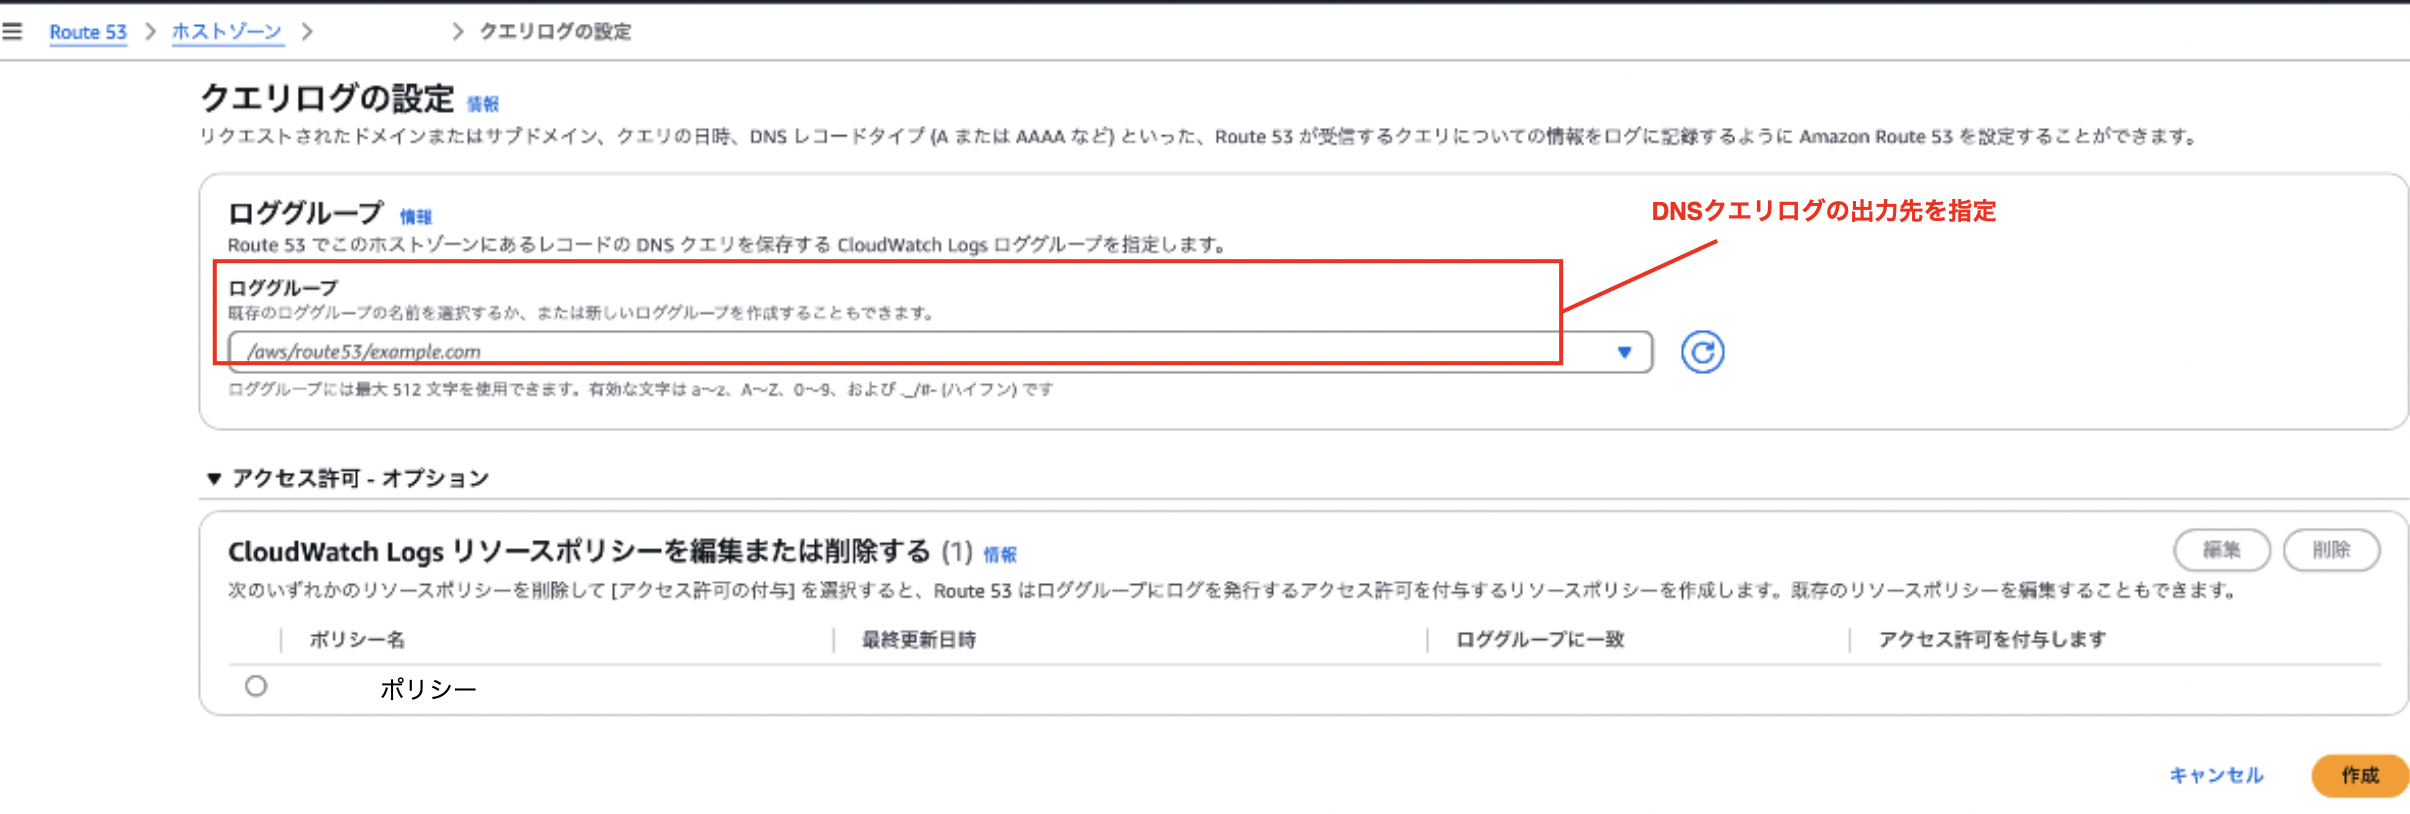 Route 53 > ホストゾーン > > クエリログの設定
クエリログの設定 情報
リクエストされたドメインまたはサブドメイン、クエリの日時、DNS レコードタイプ (A または AAAA など) といった、Route 53 が受信するクエリについての情報をログに記録するように Amazon Route 53 を設定することができます。
ロググループ 情報
DNSクエリログの出力先を指定
Route 53 でこのホストゾーンにあるレコードの DNS クエリを保存する CloudWatch Logs ロググループを指定します。
ロググループ
既存のロググループの名前を選択するか、または新しいロググループを作成することもできます。
/aws/route53/example.com
ロググループには最大 512 文字を使用できます。有効な文字は a〜z、A〜Z、0〜9、および ._/#- (ハイフン) です
▼ アクセス許可 - オプション
CloudWatch Logs リソースポリシーを編集または削除する (1) 情報
編集
削除
次のいずれかのリソースポリシーを削除して [アクセス許可の付与] を選択すると、Route 53 はロググループにログを発行するアクセス許可を付与するリソースポリシーを作成します。既存のリソースポリシーを編集することもできます。
ポリシー名 最終更新日時 ロググループに一致 アクセス許可を付与します
ポリシー
キャンセル
作成